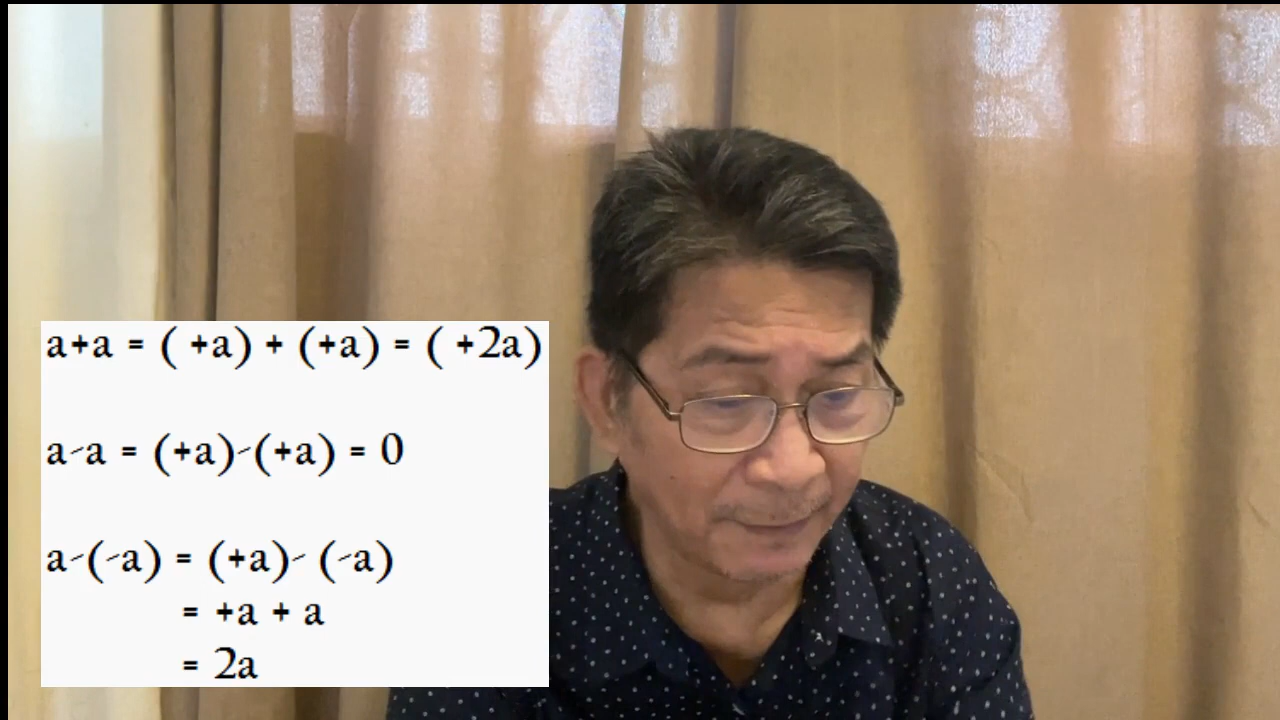 a+a = ( +a) + (+a) = ( +2a)
a-a = (+a)-(+a) = 0
a-(-a) = (+a)- (-a)
= +a + a
= 2a